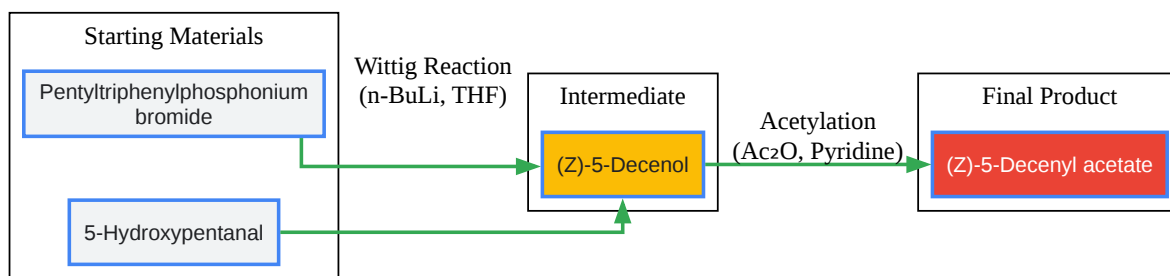 Starting Materials
Pentyltriphenylphosphonium
bromide
5-Hydroxypentanal
Wittig Reaction
(n-BuLi, THF)
Intermediate
(Z)-5-Decenol
Acetylation
(Ac₂O, Pyridine)
Final Product
(Z)-5-Decenyl acetate